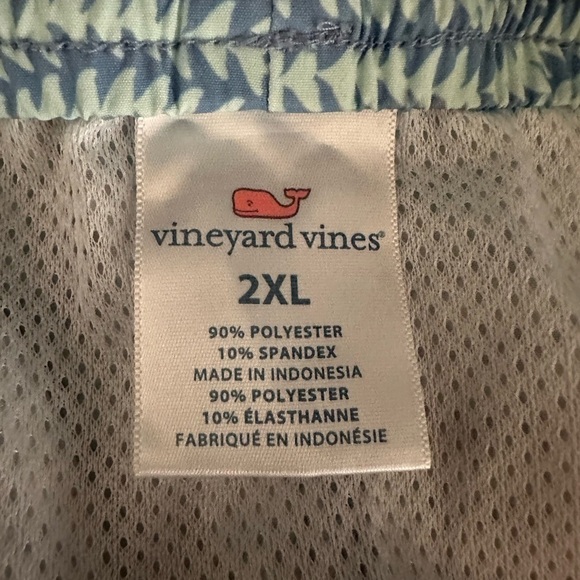 vineyard vines®
2XL
90% POLYESTER
10% SPANDEX
MADE IN INDONESIA
90% POLYESTER
10% ÉLASTHANNE
FABRIQUÉ EN INDONÉSIE